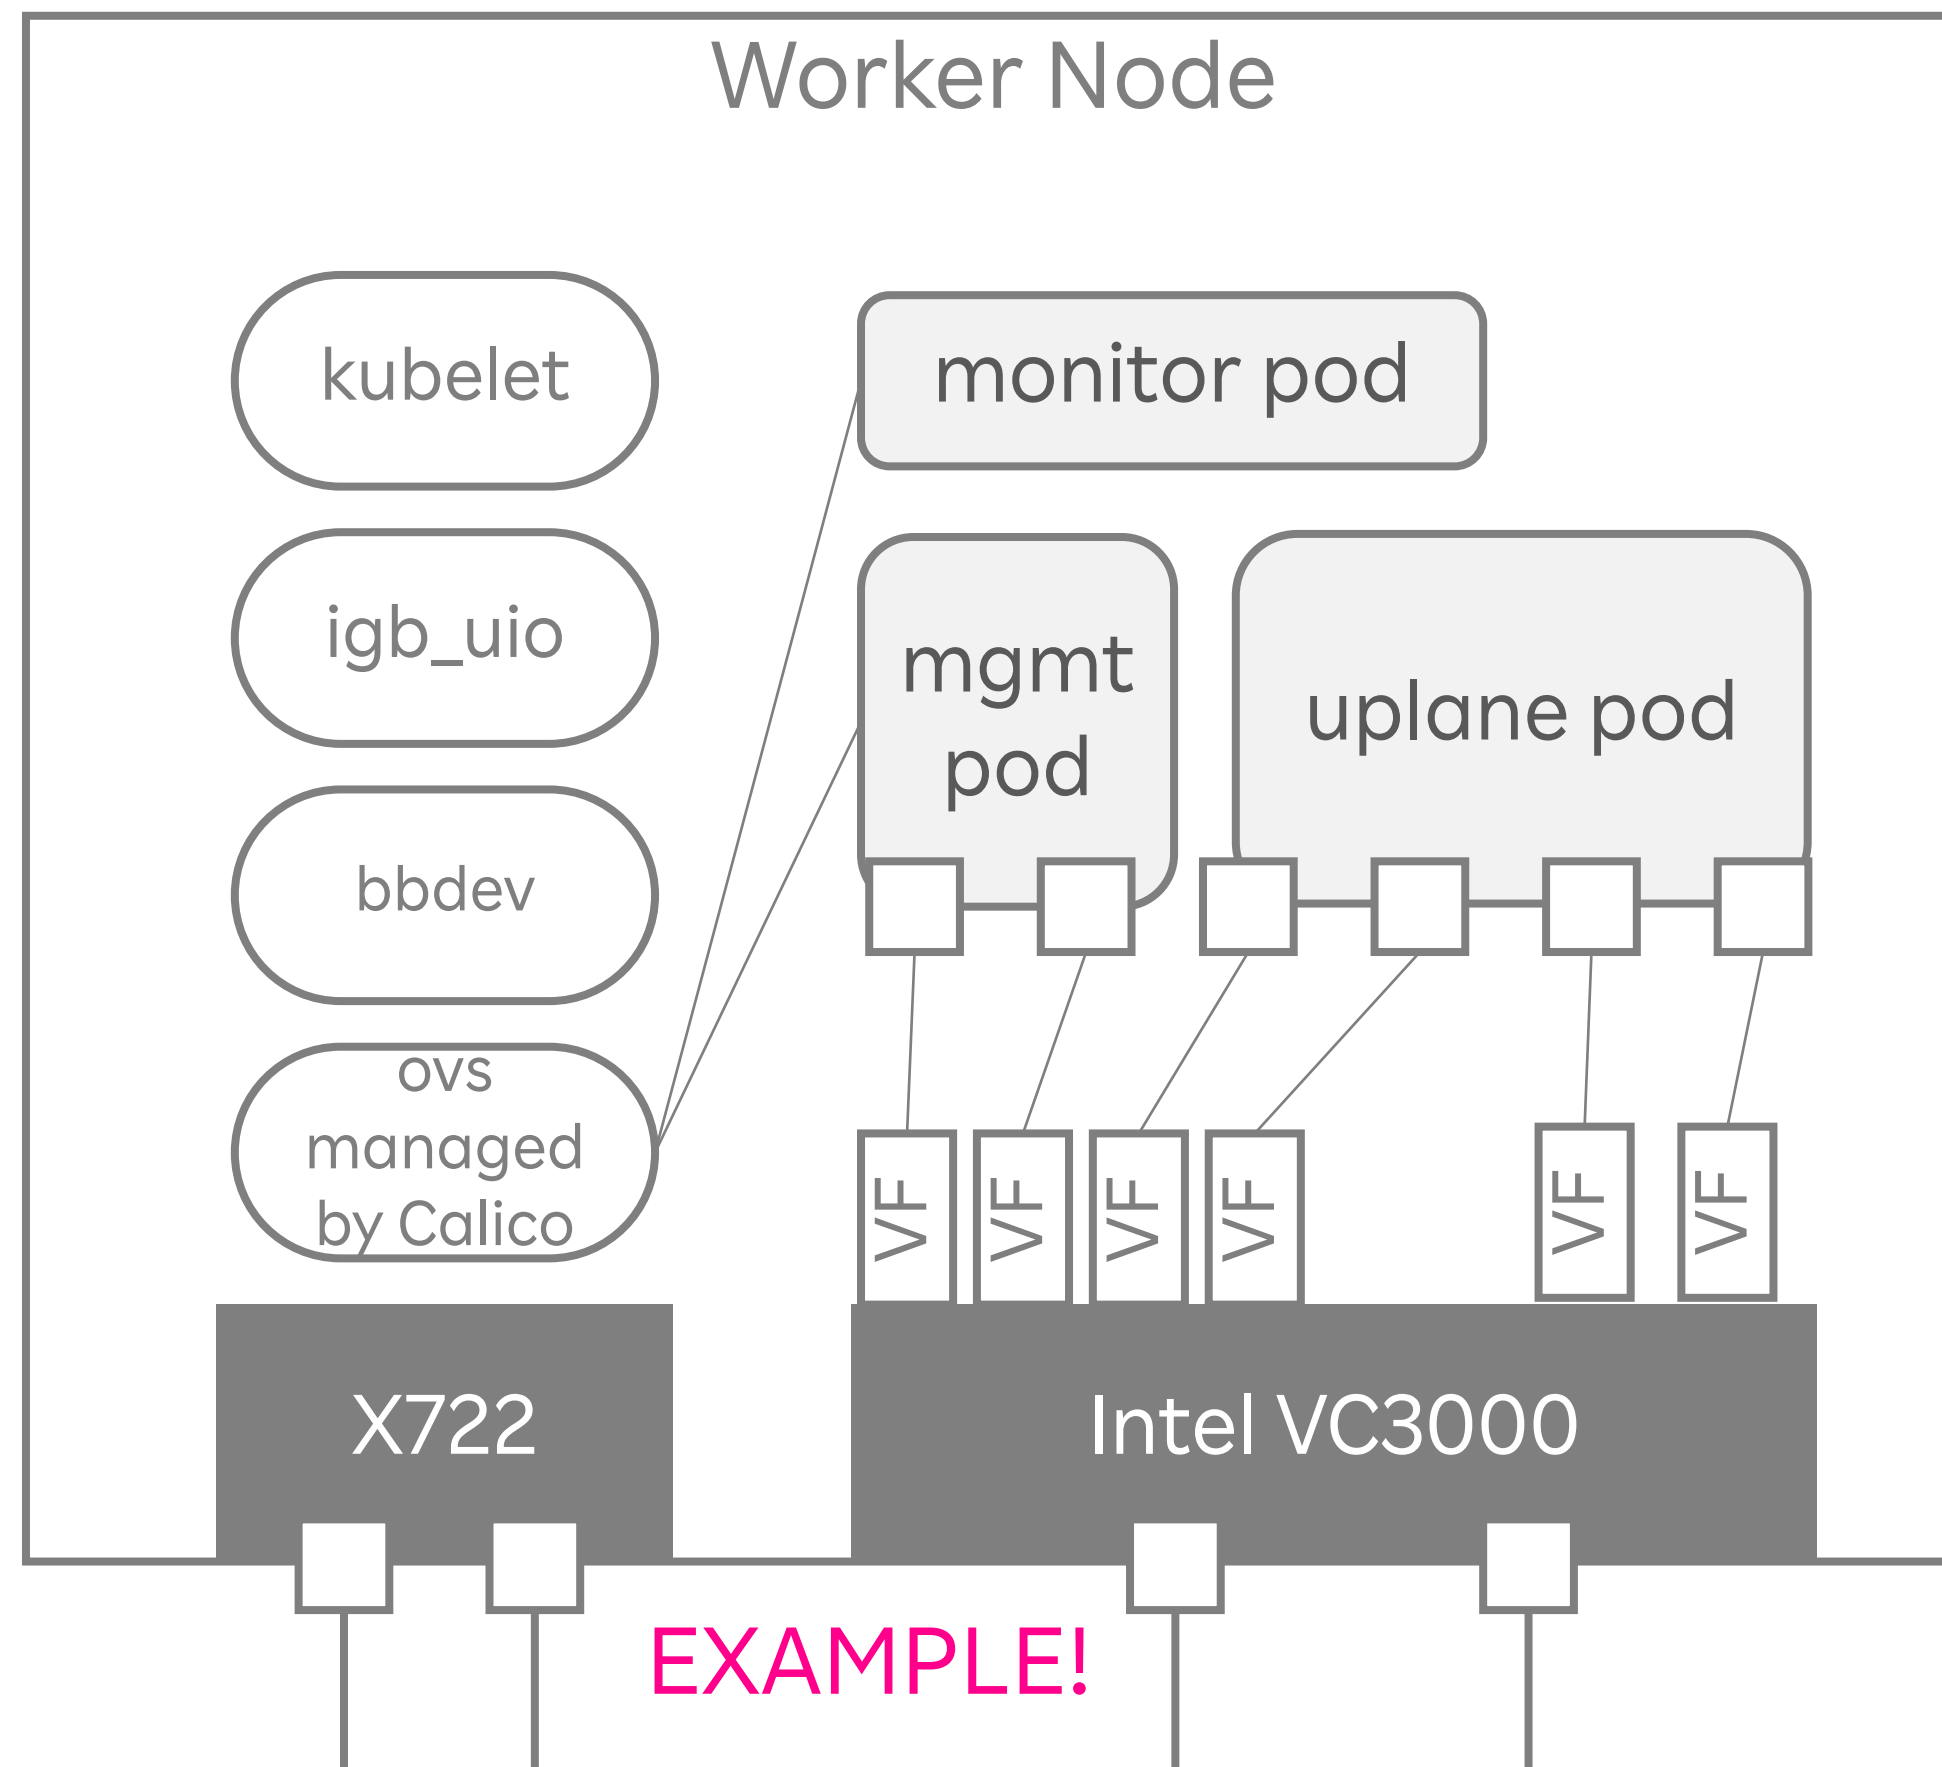 Worker Node
kubelet
igb_uio
bbdev
ovs
managed
by Calico
monitor pod
mgmt
pod
uplane pod
VF
VF
VF
VF
VF
VF
X722
Intel VC3000
EXAMPLE!